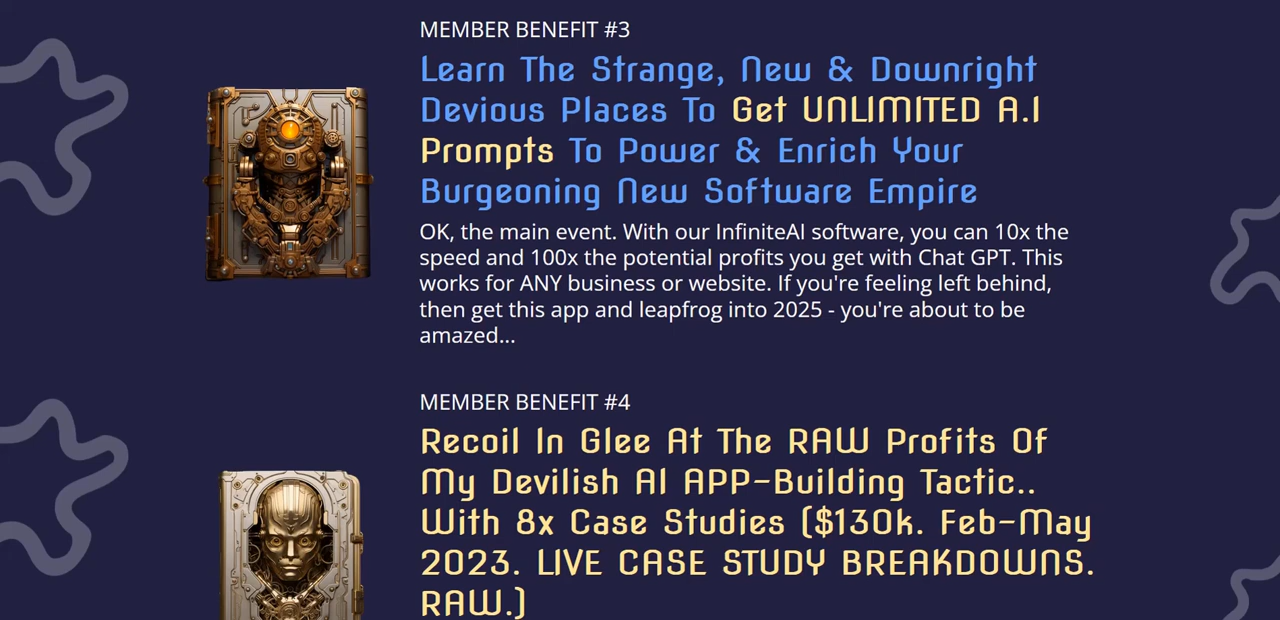 MEMBER BENEFIT #3
Learn The Strange, New & Downright
Devious Places To Get UNLIMITED A.I
Prompts To Power & Enrich Your
Burgeoning New Software Empire
OK, the main event. With our InfiniteAI software, you can 10x the
speed and 100x the potential profits you get with Chat GPT. This
works for ANY business or website. If you're feeling left behind,
then get this app and leapfrog into 2025 - you're about to be
amazed...
MEMBER BENEFIT #4
Recoil In Glee At The RAW Profits Of
My Devilish AI APP-Building Tactic..
With 8x Case Studies ($130k. Feb-May
2023. LIVE CASE STUDY BREAKDOWNS.
RAW.)